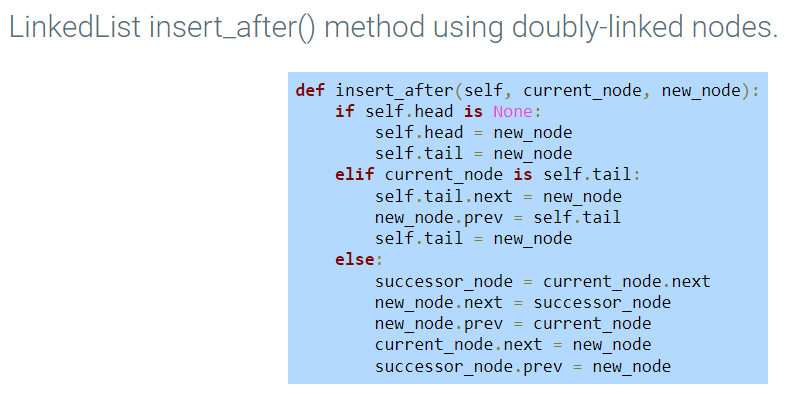 LinkedList insert_after() method using doubly-linked nodes.
def insert_after(self, current_node, new_node):
    if self.head is None:
        self.head = new_node
        self.tail = new_node
    elif current_node is self.tail:
        self.tail.next = new_node
        new_node.prev = self.tail
        self.tail = new_node
    else:
        successor_node = current_node.next
        new_node.next = successor_node
        new_node.prev = current_node
        current_node.next = new_node
        successor_node.prev = new_node